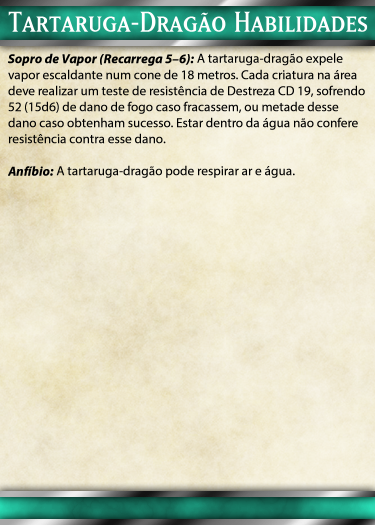 Tartaruga-Dragão Habilidades
Sopro de Vapor (Recarrega 5–6): A tartaruga-dragão expele
vapor escaldante num cone de 18 metros. Cada criatura na área
deve realizar um teste de resistência de Destreza CD 19, sofrendo
52 (15d6) de dano de fogo caso fracassem, ou metade desse
dano caso obtenham sucesso. Estar dentro da água não confere
resistência contra esse dano.
Anfíbio: A tartaruga-dragão pode respirar ar e água.